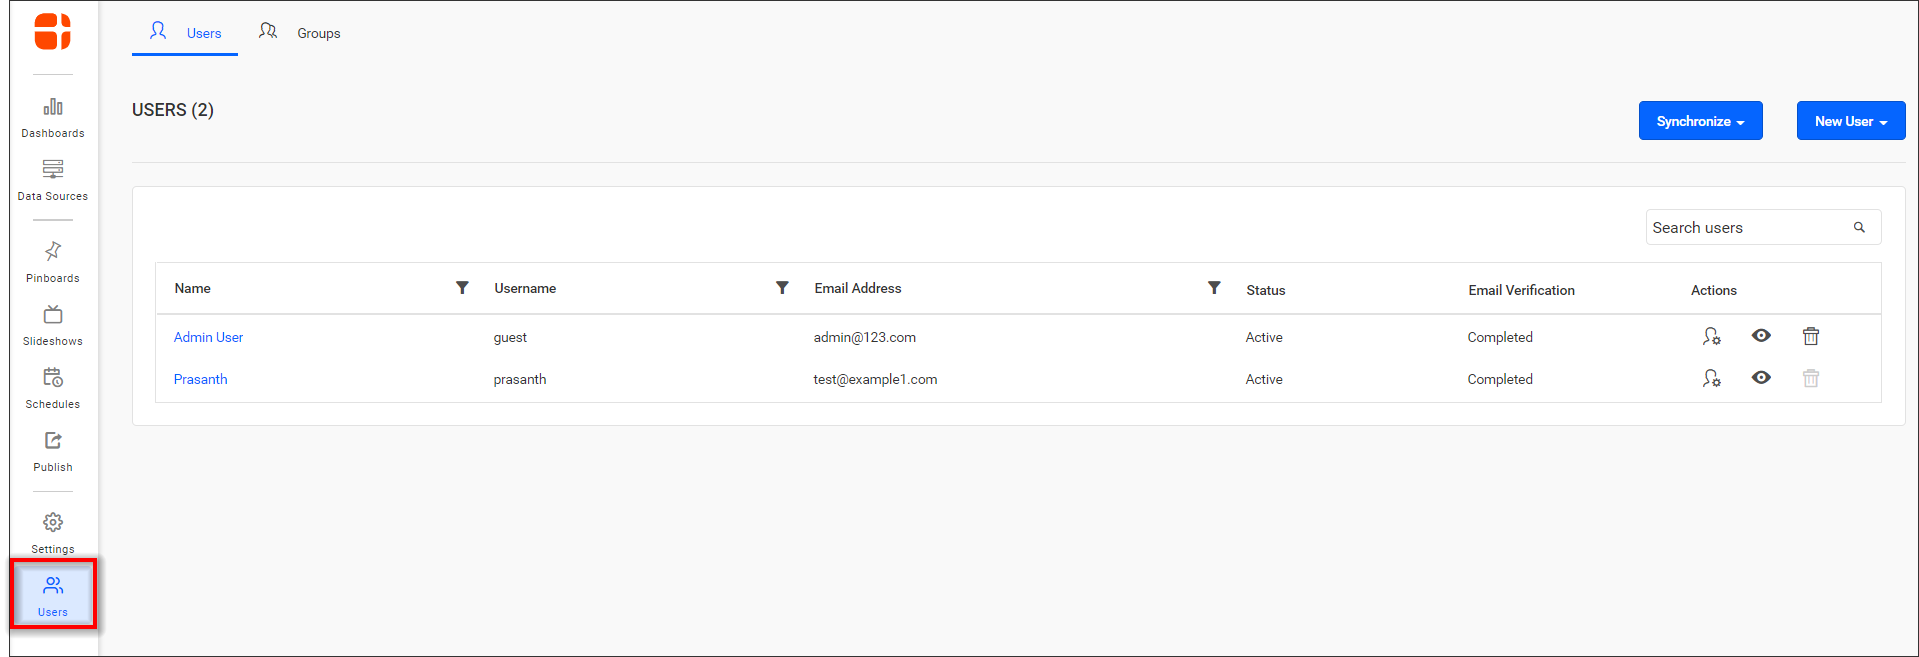 Users Groups
USERS (2)
Synchronize New User
Dashboards
Data Sources
Pinboards
Slideshows
Schedules
Publish
Settings
Users
Search users
Name Username Email Address Status Email Verification Actions
Admin User guest admin@123.com Active Completed
Prasanth prasanth test@example1.com Active Completed